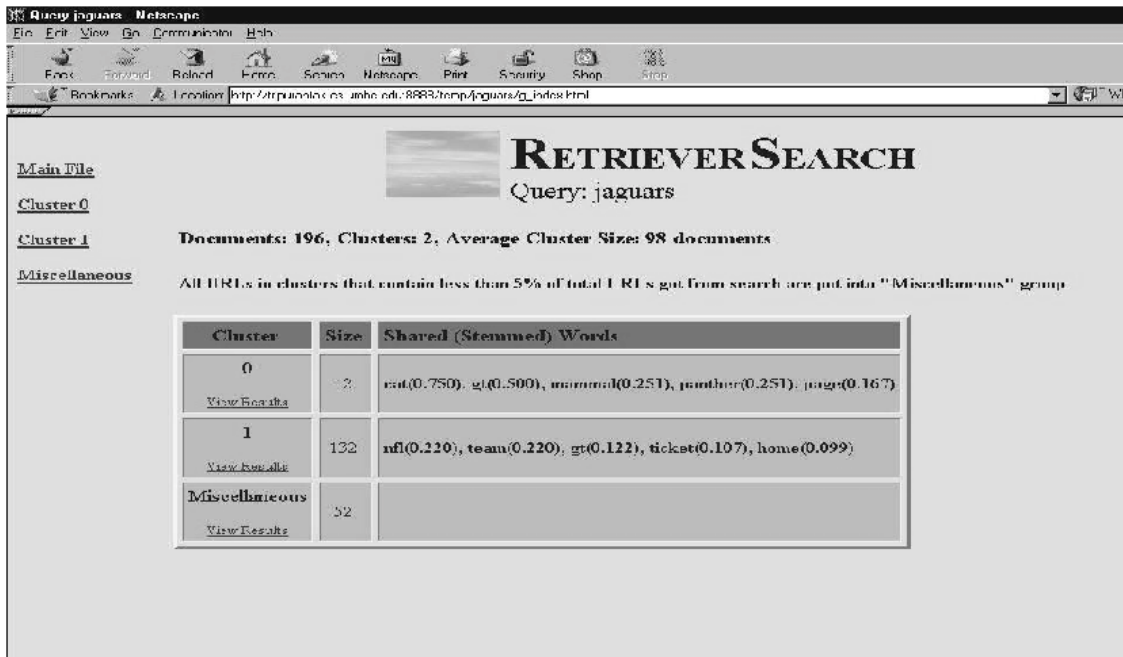 Query jaguars - Netscape
File Edit View Go Communicator Help
Back Forward Reload Home Search Netscape Print Security Shop Stop
Bookmarks Location:
Main File
Cluster 0
Cluster 1
Miscellaneous
RETRIEVER SEARCH
Query: jaguars
Documents: 196, Clusters: 2, Average Cluster Size: 98 documents
All URLs in clusters that contain less than 5% of total URLs got from search are put into "Miscellaneous" group
Cluster Size Shared (Stemmed) Words
0
View Results
cat(0.750), gt(0.500), mammal(0.251), panther(0.251), page(0.167)
1
View Results
132 nfl(0.220), team(0.220), gt(0.122), ticket(0.107), home(0.099)
Miscellaneous
View Results
52